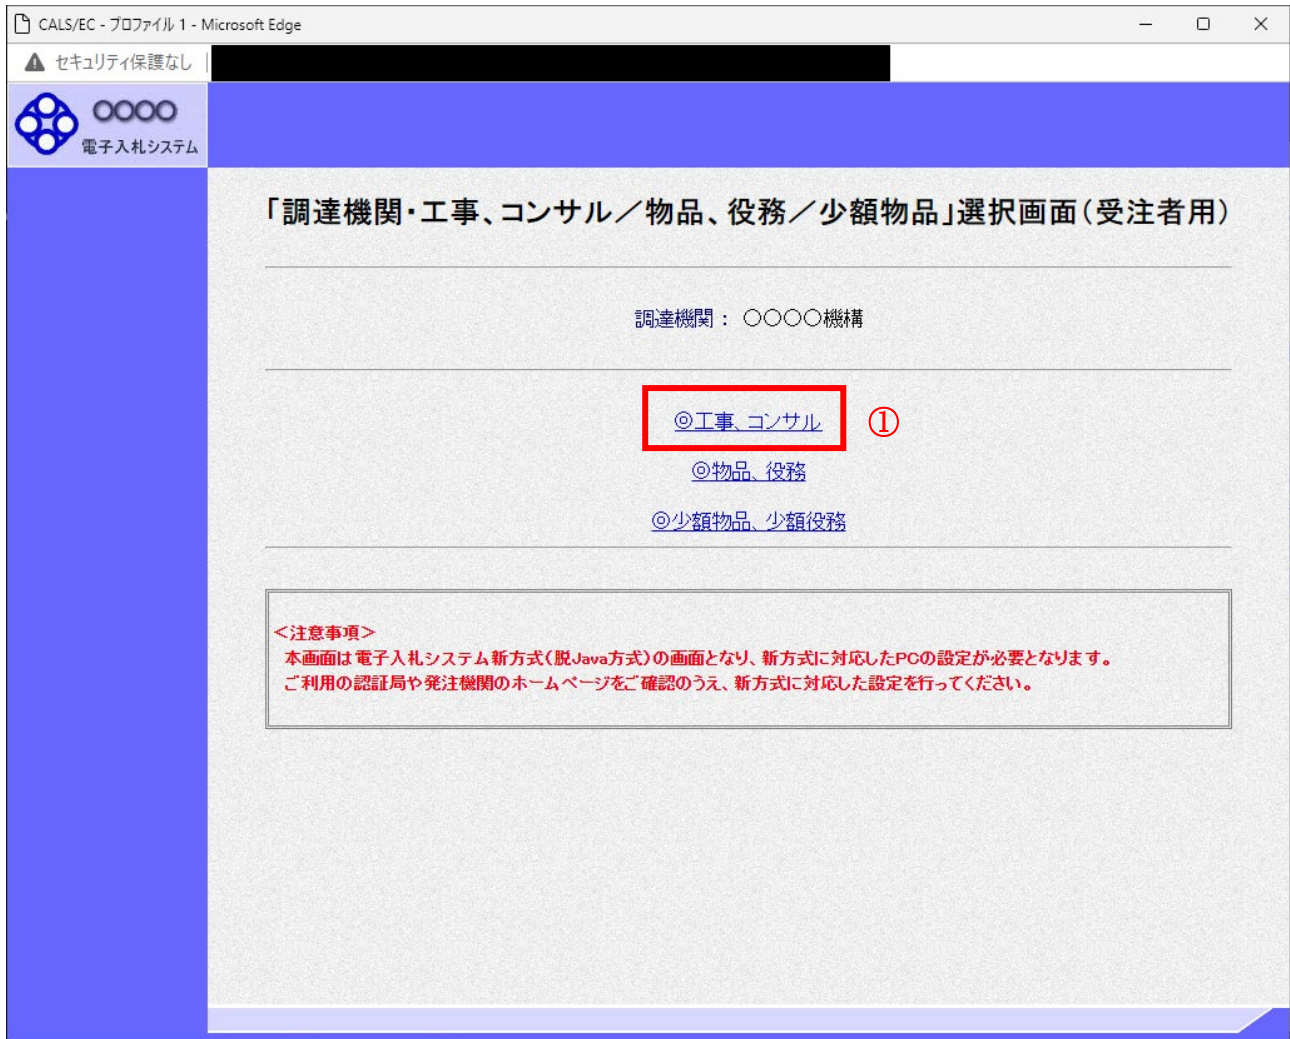 CALS/EC - プロファイル 1 - Microsoft Edge
セキュリティ保護なし
○○○○
電子入札システム
「調達機関・工事、コンサル／物品、役務／少額物品」選択画面（受注者用）
調達機関： ○○○○機構
◎工事、コンサル ①
◎物品、役務
◎少額物品、少額役務
＜注意事項＞
本画面は電子入札システム新方式（脱Java方式）の画面となり、新方式に対応したPCの設定が必要となります。
ご利用の認証局や発注機関のホームページをご確認のうえ、新方式に対応した設定を行ってください。